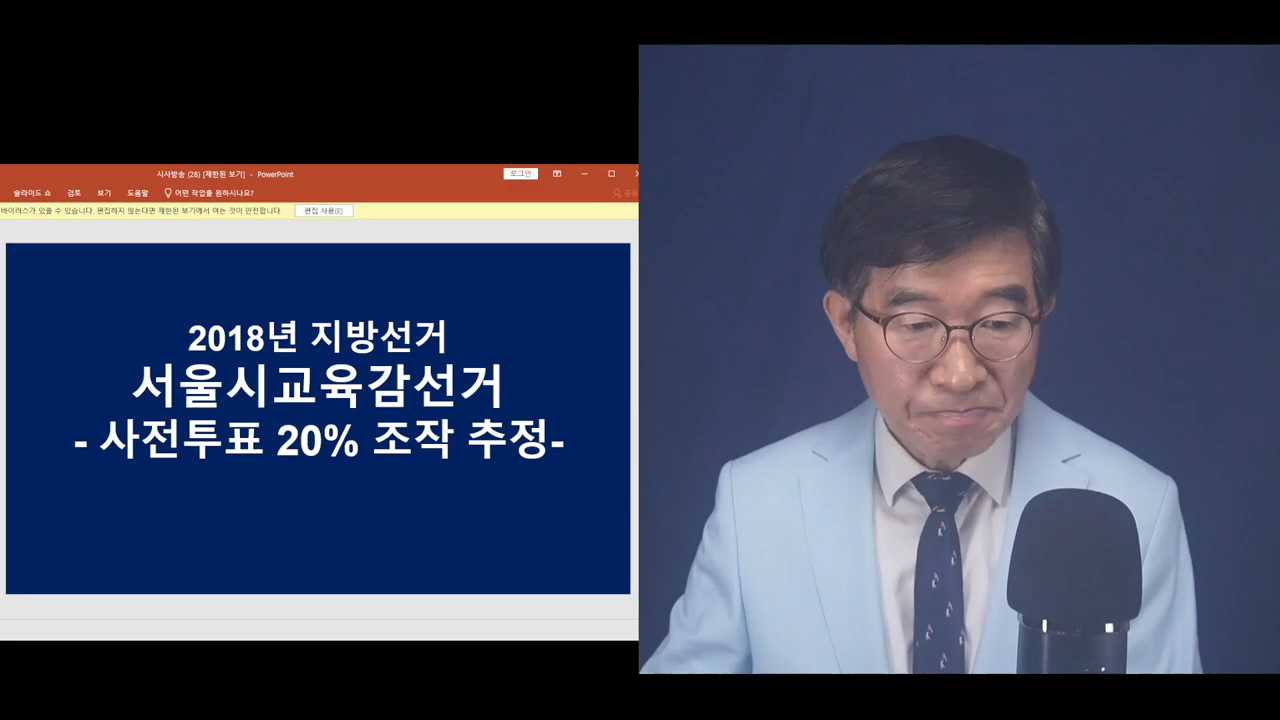 시사방송 (28) [제한된 보기] - PowerPoint
로그인
슬라이드 쇼 검토 보기 도움말 어떤 작업을 원하시나요? 공유
바이러스가 있을 수 있습니다. 편집하지 않는다면 제한된 보기에서 여는 것이 안전합니다. 편집 사용(E)
2018년 지방선거
서울시교육감선거
- 사전투표 20% 조작 추정-